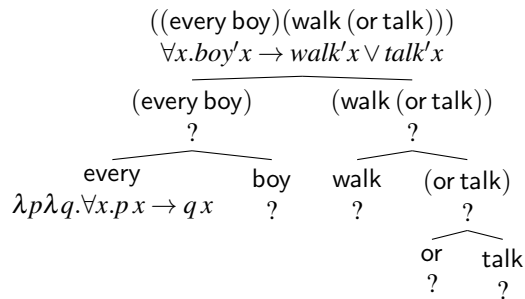 ((every boy)(walk (or talk)))
∀x.boy′x → walk′x ∨ talk′x
(every boy) (walk (or talk))
? ?
every boy walk (or talk)
λpλq.∀x.p x → q x ? ? ?
or talk
? ?